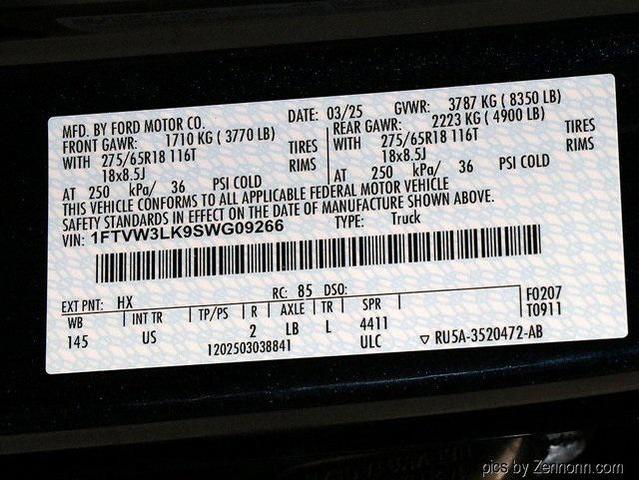 MFD. BY FORD MOTOR CO. DATE: 03/25 GVWR: 3787 KG ( 8350 LB)
FRONT GAWR: 1710 KG ( 3770 LB) REAR GAWR: 2223 KG ( 4900 LB)
WITH 275/65R18 116T TIRES WITH 275/65R18 116T TIRES
18x8.5J RIMS 18x8.5J RIMS
AT 250 kPa/ 36 PSI COLD AT 250 kPa/ 36 PSI COLD
THIS VEHICLE CONFORMS TO ALL APPLICABLE FEDERAL MOTOR VEHICLE
SAFETY STANDARDS IN EFFECT ON THE DATE OF MANUFACTURE SHOWN ABOVE.
VIN: 1FTVW3LK9SWG09266 TYPE: Truck
EXT PNT: HX RC: 85 DSO: F0207
WB INT TR TP/PS R AXLE TR SPR T0911
145 US 2 LB L 4411
1202503038841 ULC ▽ RU5A-3520472-AB
pics by Zennonn.com